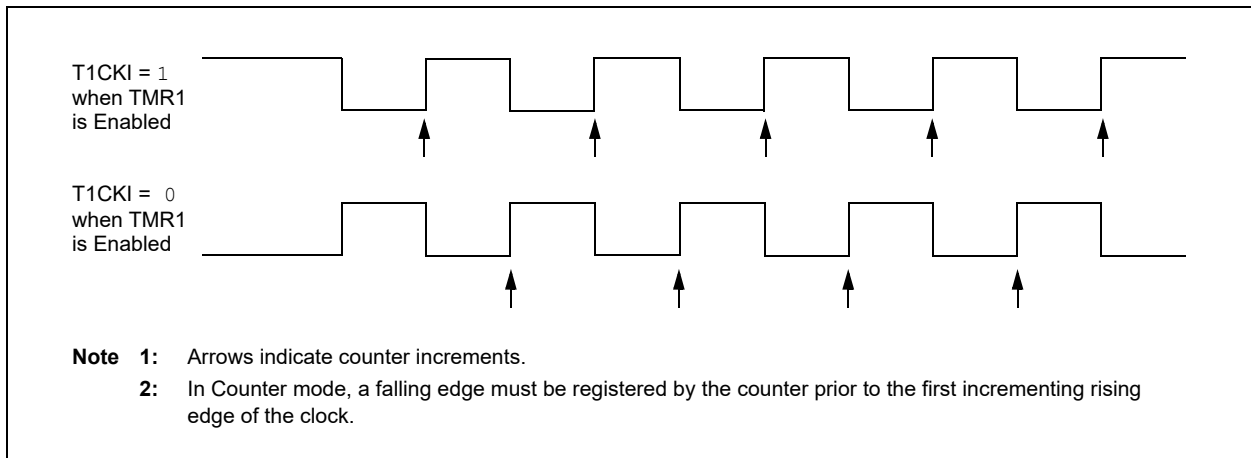 T1CKI = 1
when TMR1
is Enabled
T1CKI = 0
when TMR1
is Enabled
Note 1: Arrows indicate counter increments.
2: In Counter mode, a falling edge must be registered by the counter prior to the first incrementing rising
edge of the clock.